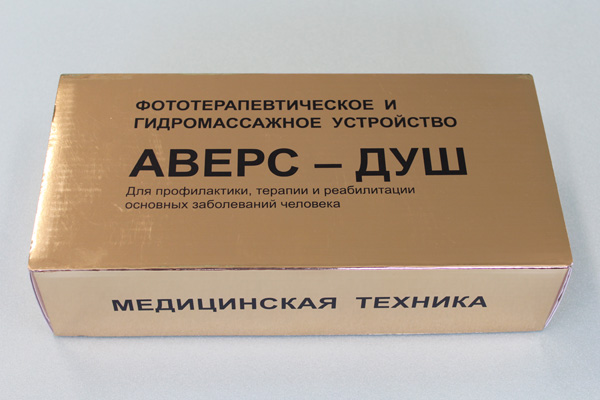 ФОТОТЕРАПЕВТИЧЕСКОЕ И
ГИДРОМАССАЖНОЕ УСТРОЙСТВО
АВЕРС – ДУШ
Для профилактики, терапии и реабилитации
основных заболеваний человека
МЕДИЦИНСКАЯ ТЕХНИКА